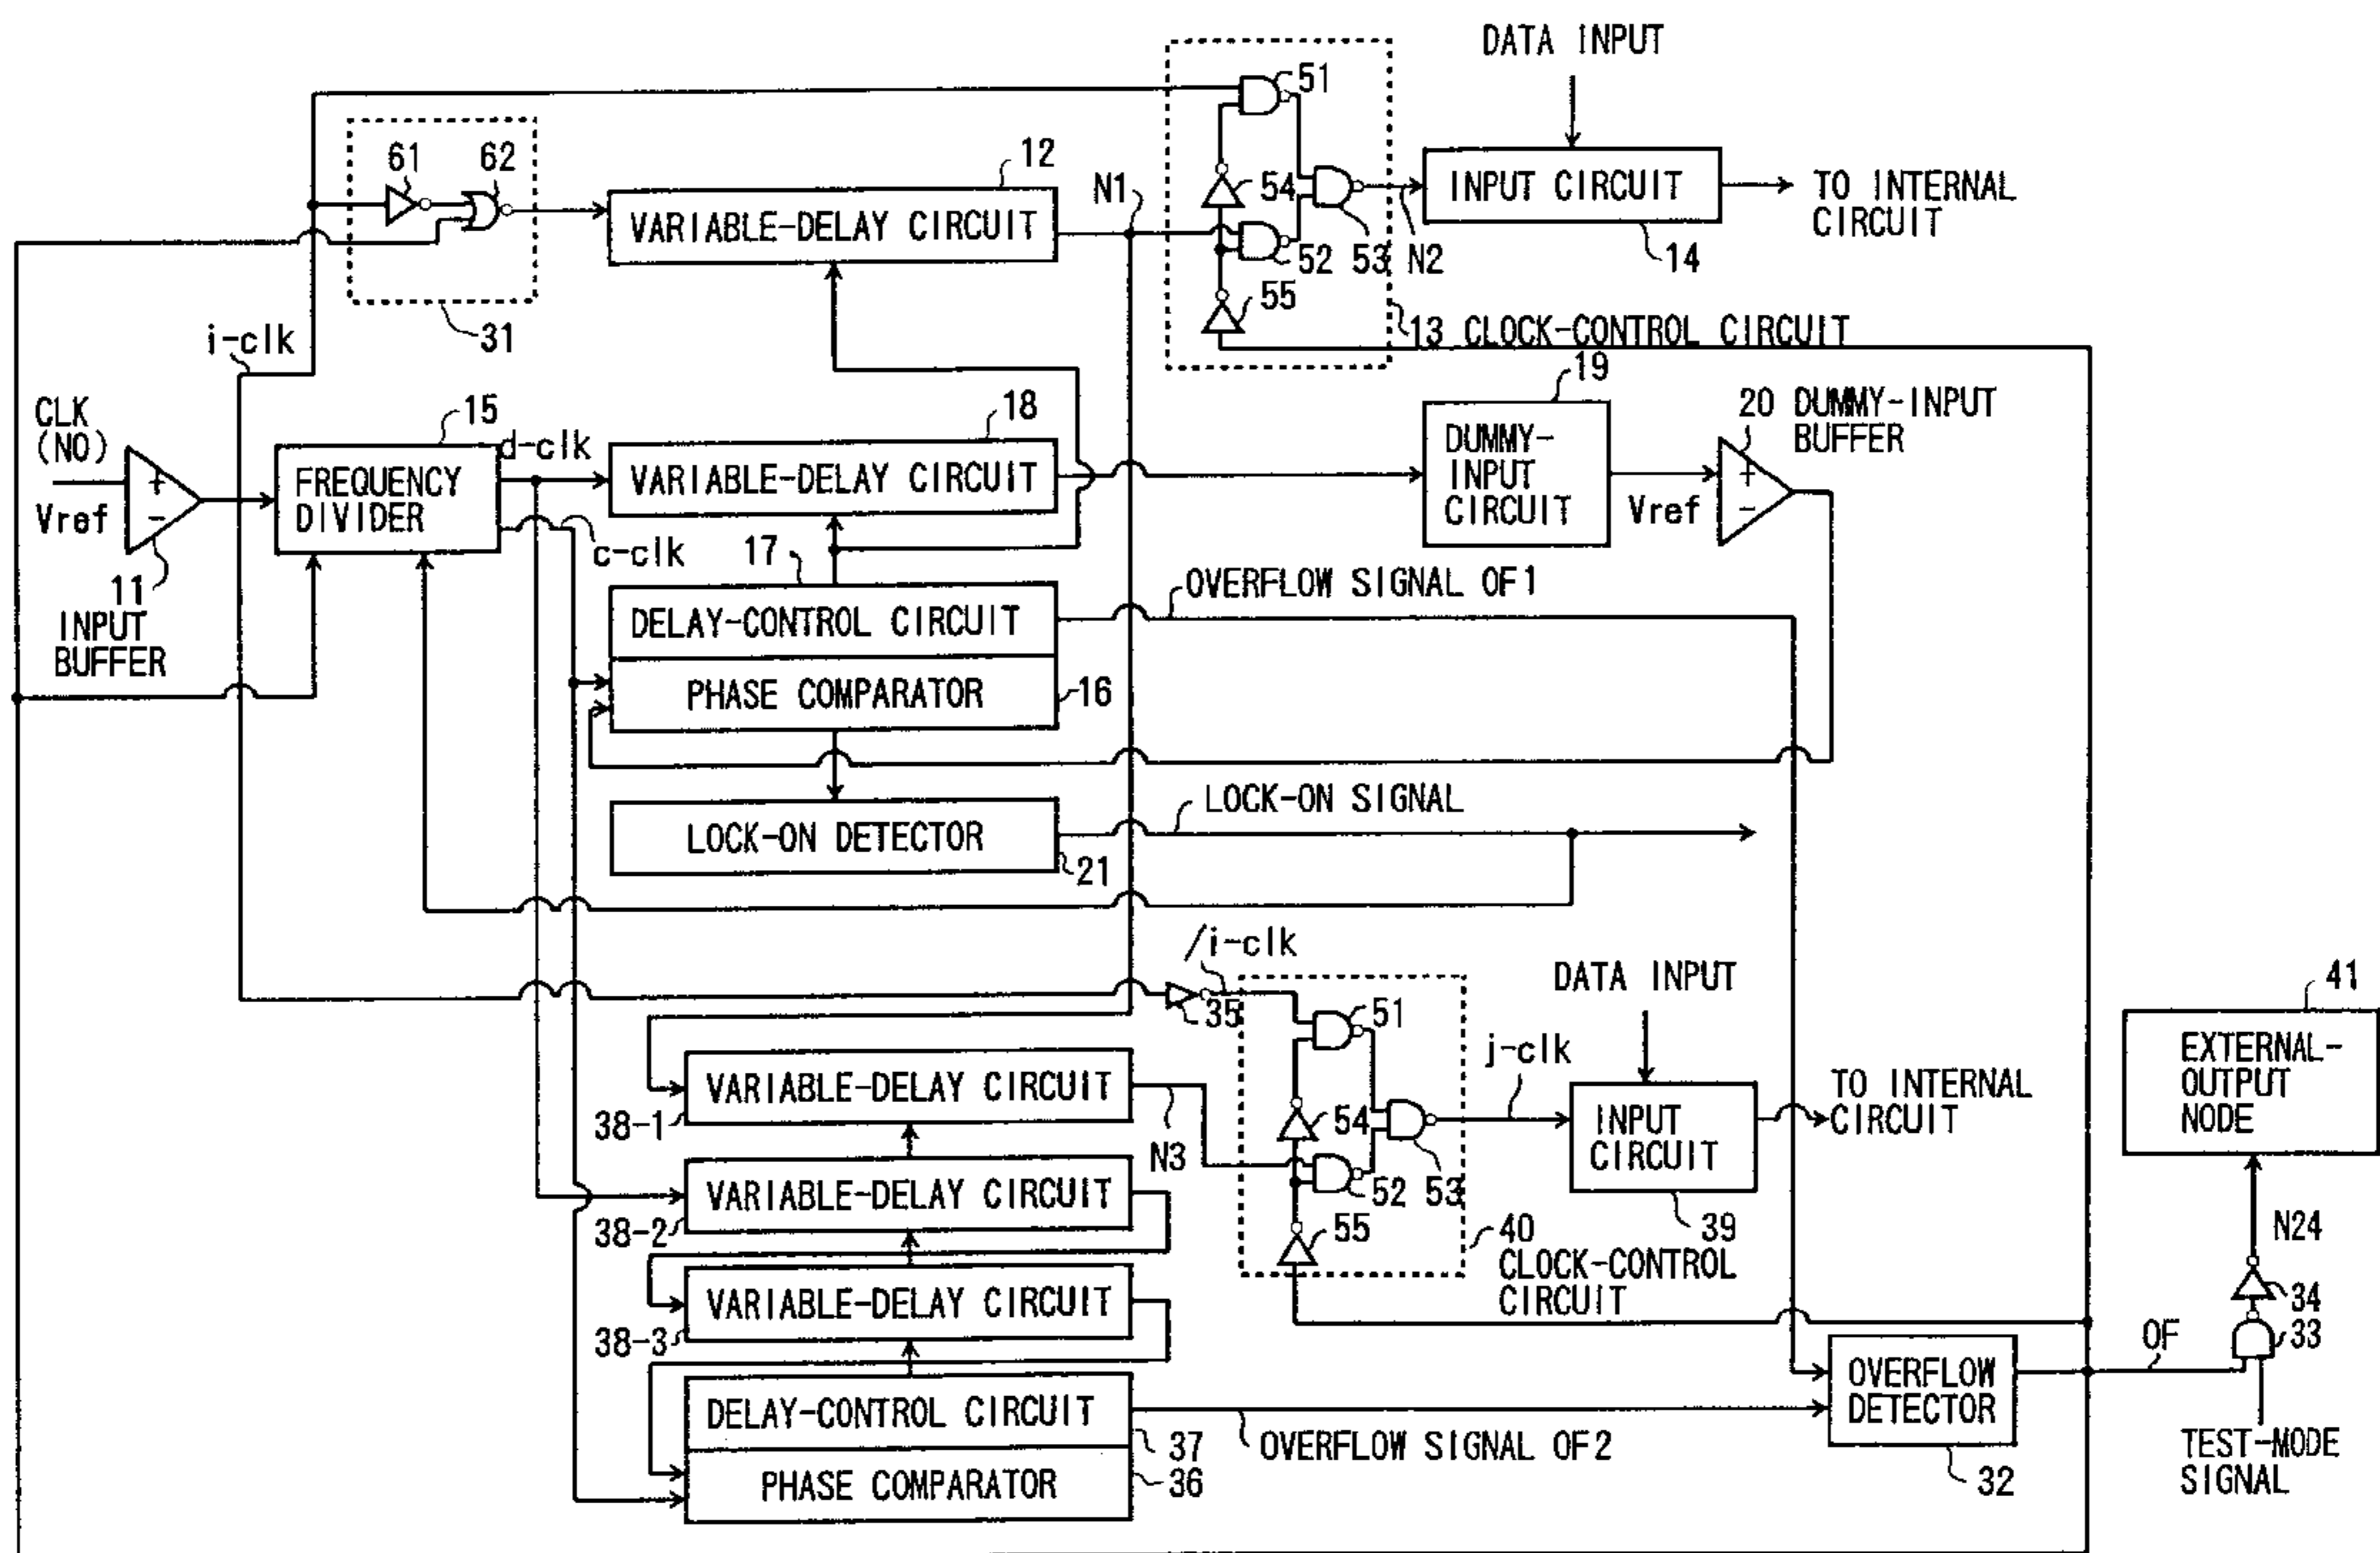 DATA INPUT
51
61
62
12
N1
54
INPUT CIRCUIT
TO INTERNAL
CIRCUIT
VARIABLE-DELAY CIRCUIT
52
53
N2
14
55
31
i-clk
13 CLOCK-CONTROL CIRCUIT
19
CLK
(N0)
15
d-clk
18
20 DUMMY-INPUT
BUFFER
FREQUENCY
DIVIDER
VARIABLE-DELAY CIRCUIT
DUMMY-
INPUT
CIRCUIT
+
-
Vref
+
-
Vref
c-clk
17
11
INPUT
BUFFER
OVERFLOW SIGNAL OF1
DELAY-CONTROL CIRCUIT
PHASE COMPARATOR
16
LOCK-ON SIGNAL
LOCK-ON DETECTOR
21
/i-clk
DATA INPUT
41
35
51
j-clk
EXTERNAL-
OUTPUT
NODE
VARIABLE-DELAY CIRCUIT
38-1
54
INPUT
CIRCUIT
TO INTERNAL
CIRCUIT
N3
VARIABLE-DELAY CIRCUIT
38-2
52
53
39
55
40
CLOCK-CONTROL
CIRCUIT
N24
VARIABLE-DELAY CIRCUIT
38-3
34
33
OF
OVERFLOW
DETECTOR
DELAY-CONTROL CIRCUIT
37
OVERFLOW SIGNAL OF2
PHASE COMPARATOR
36
32
TEST-MODE
SIGNAL